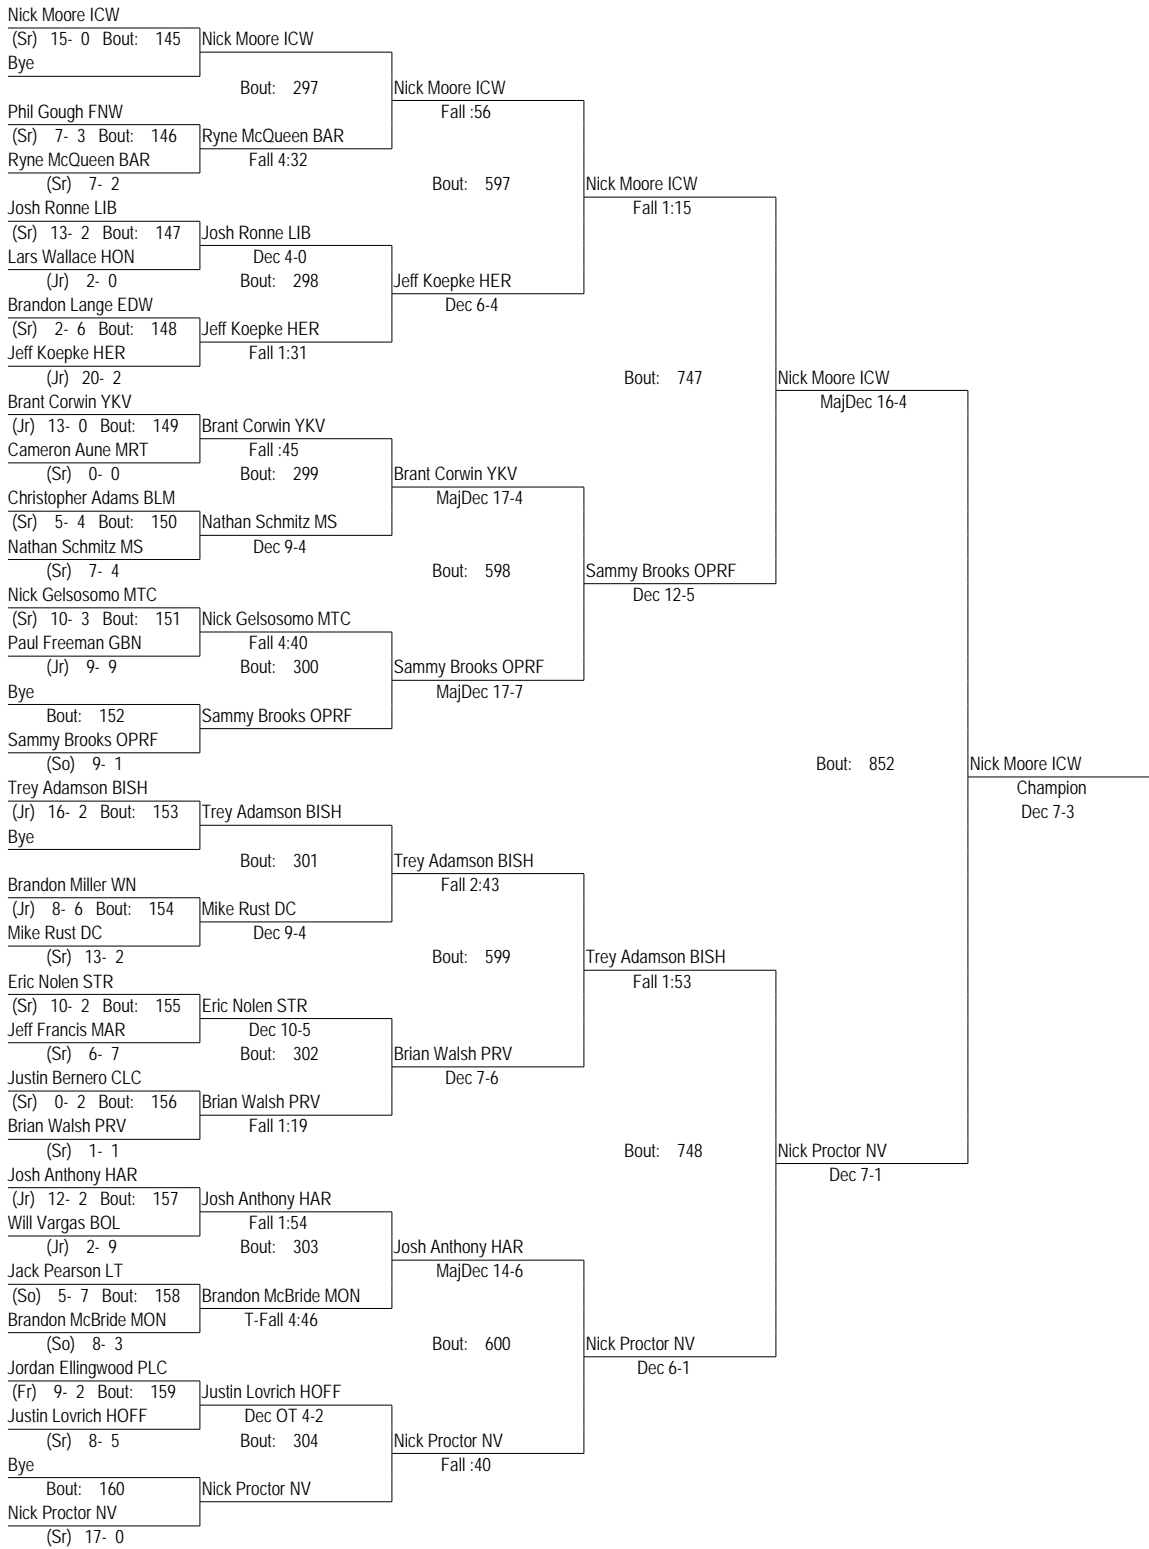 Nick Moore ICW
(Sr) 15- 0 Bout: 145 Nick Moore ICW
Bye
Bout: 297 Nick Moore ICW
Phil Gough FNW Fall :56
(Sr) 7- 3 Bout: 146 Ryne McQueen BAR
Ryne McQueen BAR Fall 4:32
(Sr) 7- 2 Bout: 597 Nick Moore ICW
Josh Ronne LIB Fall 1:15
(Sr) 13- 2 Bout: 147 Josh Ronne LIB
Lars Wallace HON Dec 4-0
(Jr) 2- 0 Bout: 298 Jeff Koepke HER
Brandon Lange EDW Dec 6-4
(Sr) 2- 6 Bout: 148 Jeff Koepke HER
Jeff Koepke HER Fall 1:31
(Jr) 20- 2 Bout: 747 Nick Moore ICW
Brant Corwin YKV MajDec 16-4
(Jr) 13- 0 Bout: 149 Brant Corwin YKV
Cameron Aune MRT Fall :45
(Sr) 0- 0 Bout: 299 Brant Corwin YKV
Christopher Adams BLM MajDec 17-4
(Sr) 5- 4 Bout: 150 Nathan Schmitz MS
Nathan Schmitz MS Dec 9-4
(Sr) 7- 4 Bout: 598 Sammy Brooks OPRF
Nick Gelsosomo MTC Dec 12-5
(Sr) 10- 3 Bout: 151 Nick Gelsosomo MTC
Paul Freeman GBN Fall 4:40
(Jr) 9- 9 Bout: 300 Sammy Brooks OPRF
Bye MajDec 17-7
Bout: 152 Sammy Brooks OPRF
Sammy Brooks OPRF
(So) 9- 1 Bout: 852 Nick Moore ICW
Trey Adamson BISH Champion
(Jr) 16- 2 Bout: 153 Trey Adamson BISH Dec 7-3
Bye
Bout: 301 Trey Adamson BISH
Brandon Miller WN Fall 2:43
(Jr) 8- 6 Bout: 154 Mike Rust DC
Mike Rust DC Dec 9-4
(Sr) 13- 2 Bout: 599 Trey Adamson BISH
Eric Nolen STR Fall 1:53
(Sr) 10- 2 Bout: 155 Eric Nolen STR
Jeff Francis MAR Dec 10-5
(Sr) 6- 7 Bout: 302 Brian Walsh PRV
Justin Bernero CLC Dec 7-6
(Sr) 0- 2 Bout: 156 Brian Walsh PRV
Brian Walsh PRV Fall 1:19
(Sr) 1- 1 Bout: 748 Nick Proctor NV
Josh Anthony HAR Dec 7-1
(Jr) 12- 2 Bout: 157 Josh Anthony HAR
Will Vargas BOL Fall 1:54
(Jr) 2- 9 Bout: 303 Josh Anthony HAR
Jack Pearson LT MajDec 14-6
(So) 5- 7 Bout: 158 Brandon McBride MON
Brandon McBride MON T-Fall 4:46
(So) 8- 3 Bout: 600 Nick Proctor NV
Jordan Ellingwood PLC Dec 6-1
(Fr) 9- 2 Bout: 159 Justin Lovrich HOFF
Justin Lovrich HOFF Dec OT 4-2
(Sr) 8- 5 Bout: 304 Nick Proctor NV
Bye Fall :40
Bout: 160 Nick Proctor NV
Nick Proctor NV
(Sr) 17- 0